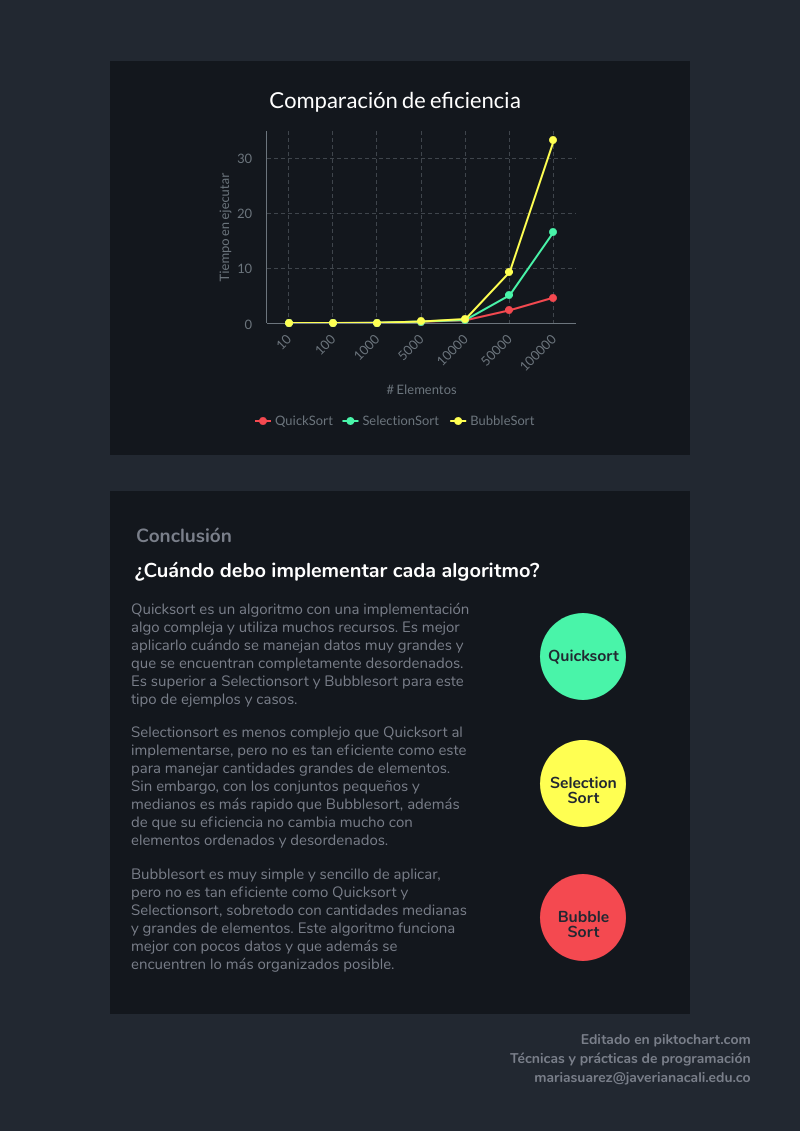 Comparación de eficiencia
Tiempo en ejecutar
30
20
10
0
10
100
1000
5000
10000
50000
100000
# Elementos
QuickSort
SelectionSort
BubbleSort
Conclusión
¿Cuándo debo implementar cada algoritmo?
Quicksort es un algoritmo con una implementación
algo compleja y utiliza muchos recursos. Es mejor
aplicarlo cuándo se manejan datos muy grandes y
que se encuentran completamente desordenados.
Es superior a Selectionsort y Bubblesort para este
tipo de ejemplos y casos.
Quicksort
Selectionsort es menos complejo que Quicksort al
implementarse, pero no es tan eficiente como este
para manejar cantidades grandes de elementos.
Sin embargo, con los conjuntos pequeños y
medianos es más rapido que Bubblesort, además
de que su eficiencia no cambia mucho con
elementos ordenados y desordenados.
Selection
Sort
Bubblesort es muy simple y sencillo de aplicar,
pero no es tan eficiente como Quicksort y
Selectionsort, sobretodo con cantidades medianas
y grandes de elementos. Este algoritmo funciona
mejor con pocos datos y que además se
encuentren lo más organizados posible.
Bubble
Sort
Editado en piktochart.com
Técnicas y prácticas de programación
mariasuarez@javerianacali.edu.co